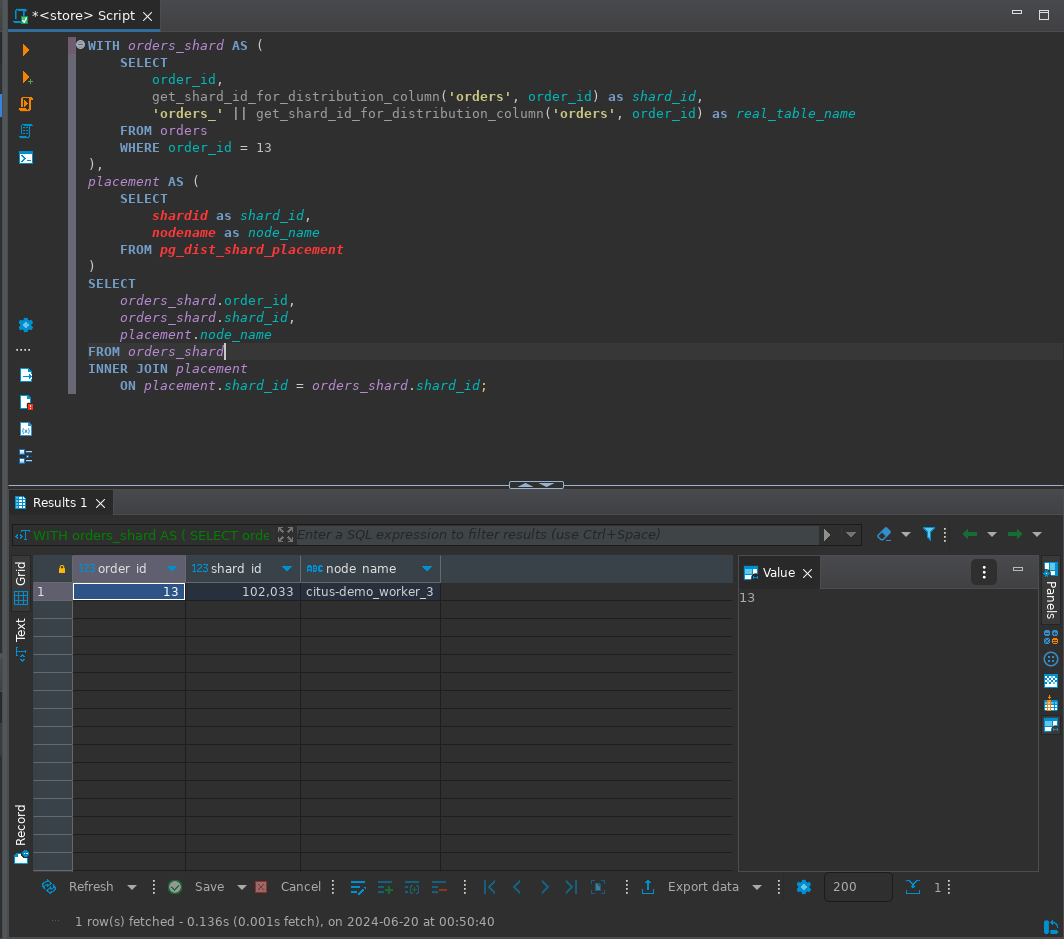 *<store> Script
WITH orders_shard AS (
SELECT
order_id,
get_shard_id_for_distribution_column('orders', order_id) as shard_id,
'orders_' || get_shard_id_for_distribution_column('orders', order_id) as real_table_name
FROM orders
WHERE order_id = 13
),
placement AS (
SELECT
shardid as shard_id,
nodename as node_name
FROM pg_dist_shard_placement
)
SELECT
orders_shard.order_id,
orders_shard.shard_id,
placement.node_name
FROM orders_shard
INNER JOIN placement
ON placement.shard_id = orders_shard.shard_id;
Results 1
WITH orders_shard AS ( SELECT orde
Enter a SQL expression to filter results (use Ctrl+Space)
Grid
Text
Record
123 order_id 123 shard_id ABC node_name
1 13 102,033 citus-demo_worker_3
Value
13
Panels
Refresh Save Cancel Export data 200 1
1 row(s) fetched - 0.136s (0.001s fetch), on 2024-06-20 at 00:50:40